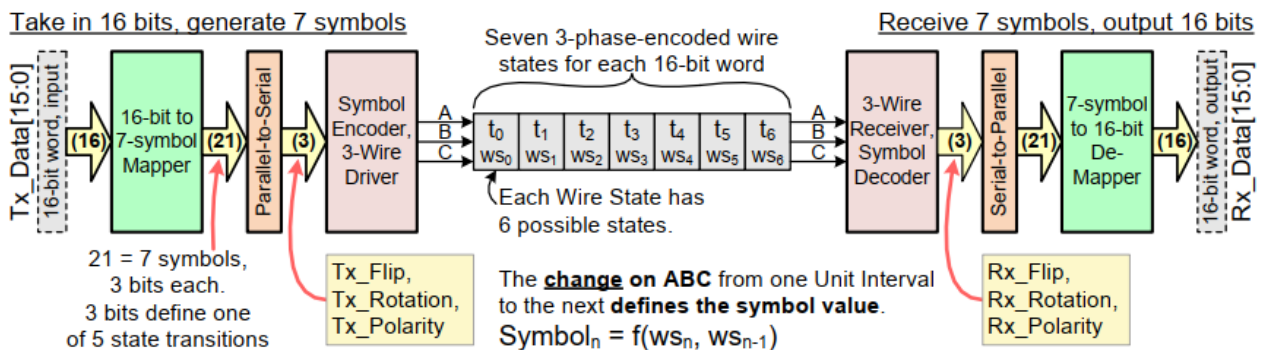 Take in 16 bits, generate 7 symbols
Receive 7 symbols, output 16 bits
Tx_Data[15:0]
16-bit word, input
(16)
16-bit to
7-symbol
Mapper
(21)
Parallel-to-Serial
(3)
Symbol
Encoder,
3-Wire
Driver
A
B
C
Seven 3-phase-encoded wire
states for each 16-bit word
t0 t1 t2 t3 t4 t5 t6
ws0 ws1 ws2 ws3 ws4 ws5 ws6
Each Wire State has
6 possible states.
A
B
C
3-Wire
Receiver,
Symbol
Decoder
(3)
Serial-to-Parallel
(21)
7-symbol
to 16-bit
De-
Mapper
(16)
16-bit word, output
Rx_Data[15:0]
21 = 7 symbols,
3 bits each.
3 bits define one
of 5 state transitions
Tx_Flip,
Tx_Rotation,
Tx_Polarity
The change on ABC from one Unit Interval
to the next defines the symbol value.
Symboln = f(wsn, wsn-1)
Rx_Flip,
Rx_Rotation,
Rx_Polarity